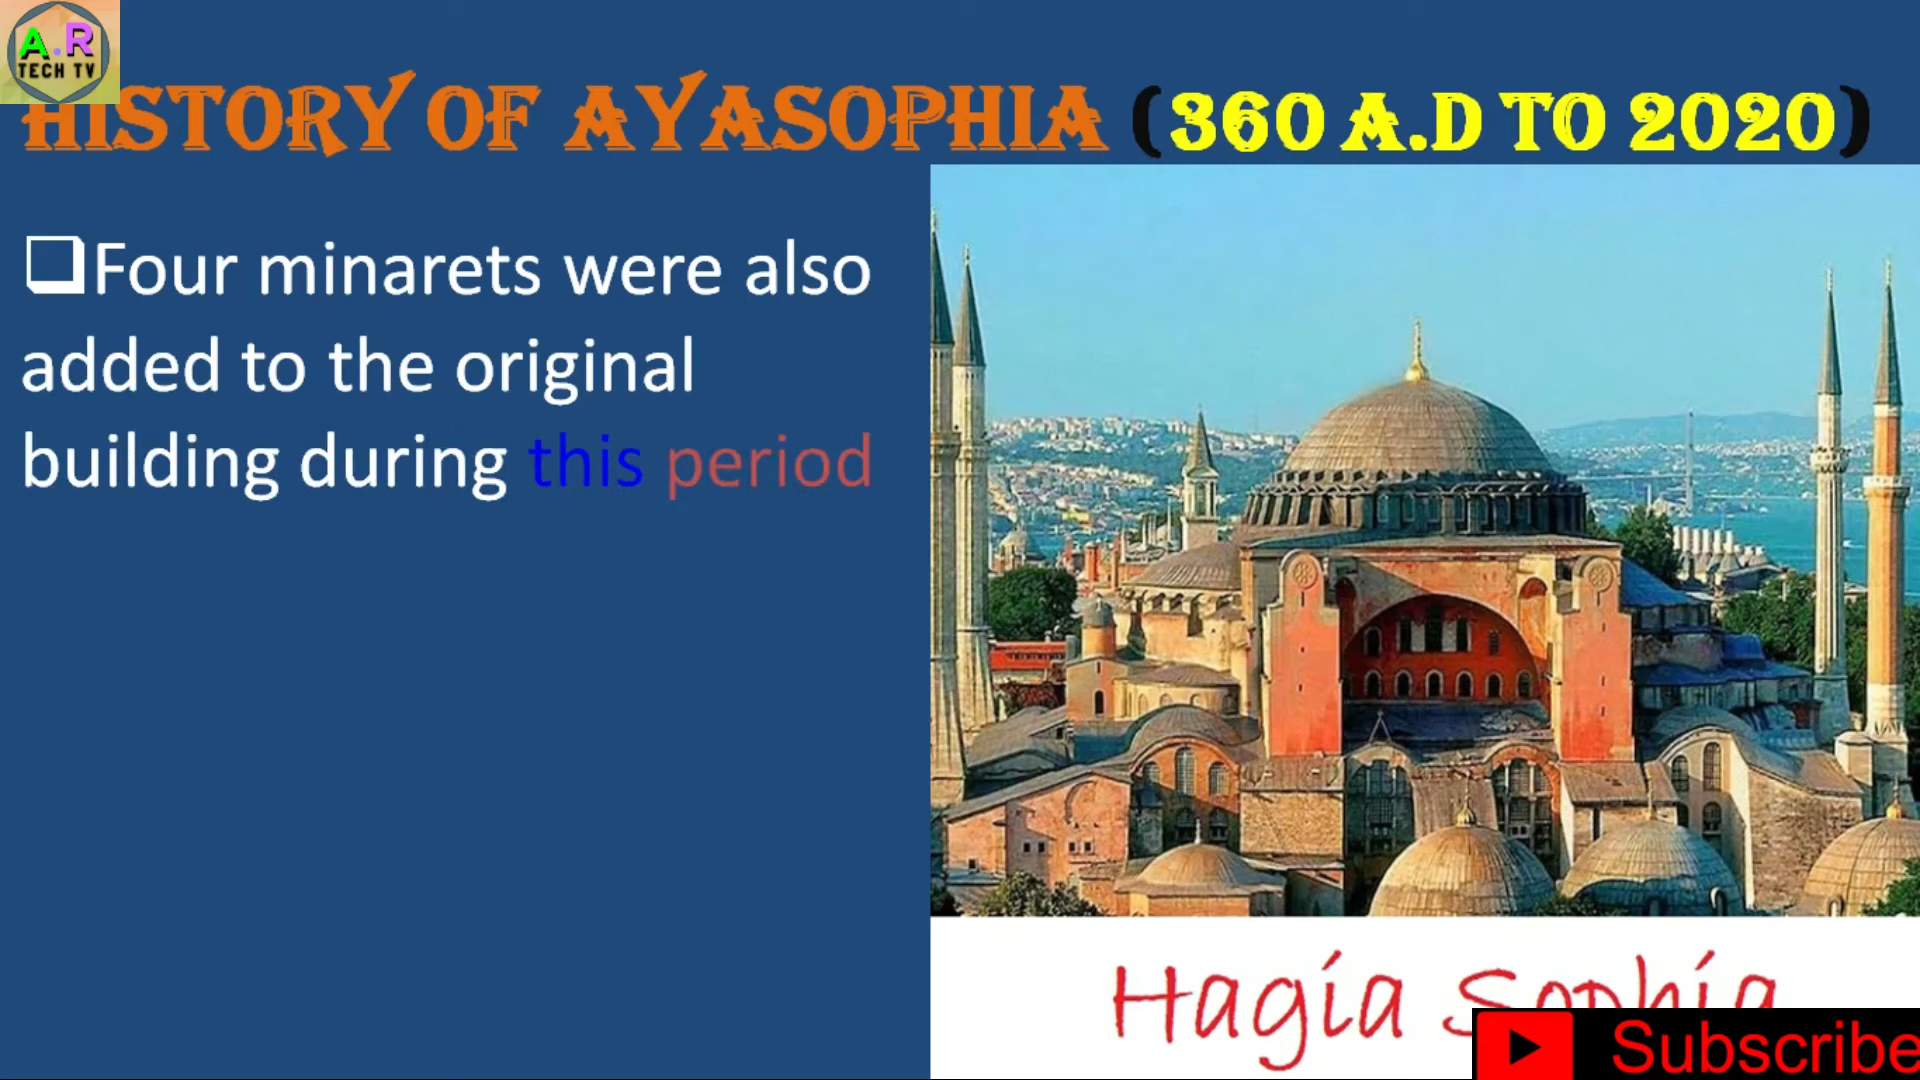 A.R
TECH TV
HISTORY OF AYASOPHIA (360 A.D TO 2020)
Four minarets were also
added to the original
building during this period
Hagia Sophia
Subscribe